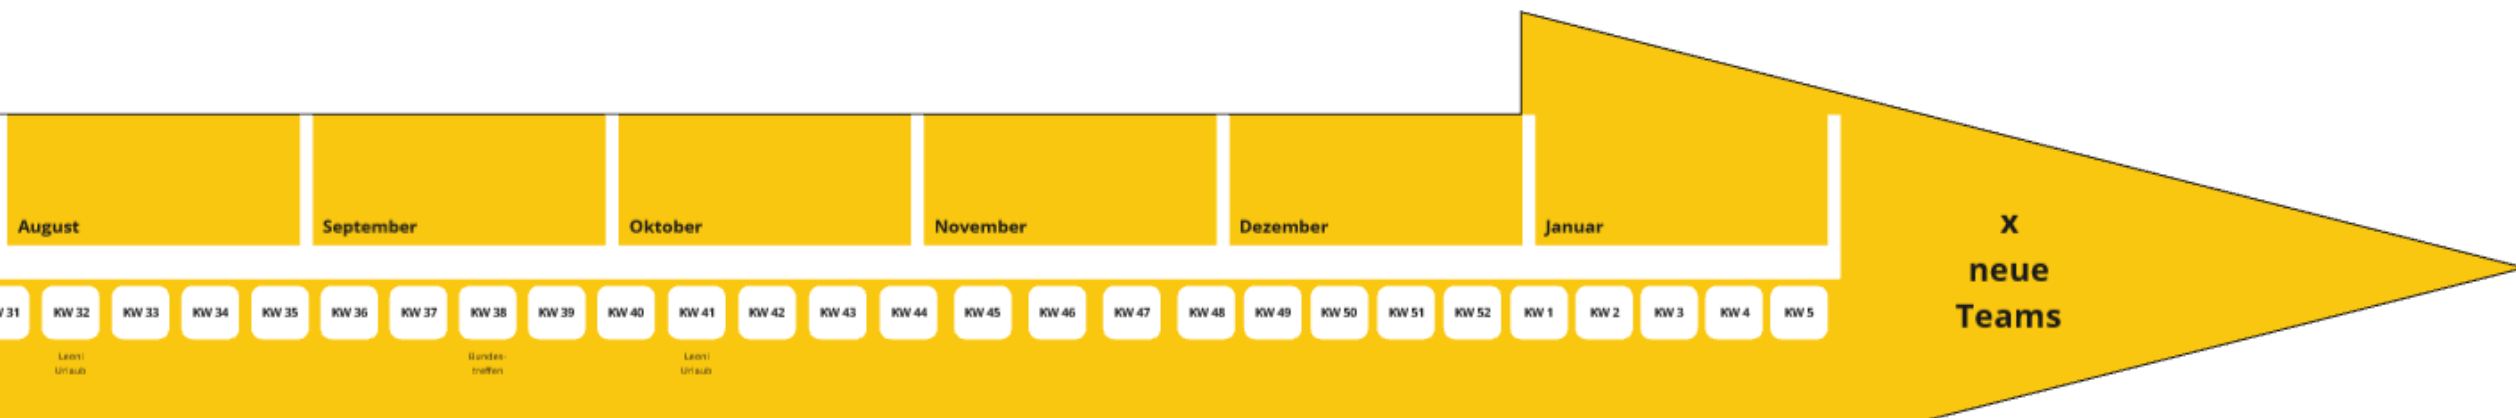 August
September
Oktober
November
Dezember
Januar
x
neue
Teams
31
KW 32
KW 33
KW 34
KW 35
KW 36
KW 37
KW 38
KW 39
KW 40
KW 41
KW 42
KW 43
KW 44
KW 45
KW 46
KW 47
KW 48
KW 49
KW 50
KW 51
KW 52
KW 1
KW 2
KW 3
KW 4
KW 5
Leoni
Urlaub
Bundes-
treffen
Leoni
Urlaub